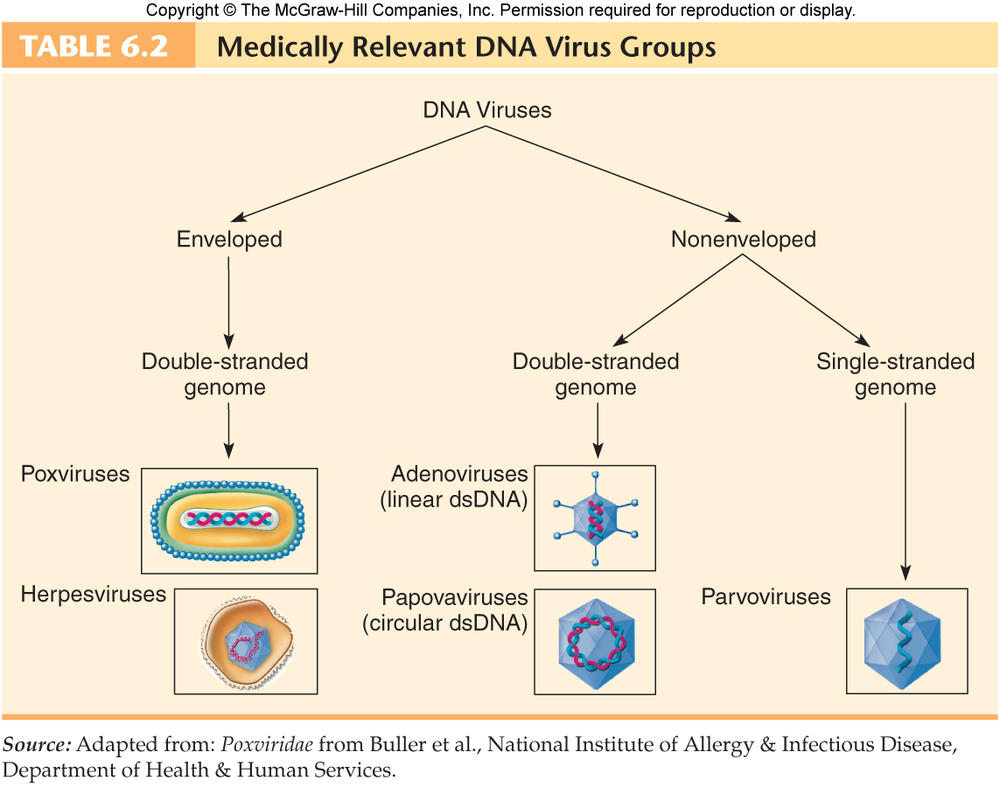 Copyright © The McGraw-Hill Companies, Inc. Permission required for reproduction or display.
TABLE 6.2 Medically Relevant DNA Virus Groups
DNA Viruses
Enveloped
Nonenveloped
Double-stranded
genome
Double-stranded
genome
Single-stranded
genome
Poxviruses
Adenoviruses
(linear dsDNA)
Herpesviruses
Papovaviruses
(circular dsDNA)
Parvoviruses
Source: Adapted from: Poxviridae from Buller et al., National Institute of Allergy & Infectious Disease,
Department of Health & Human Services.